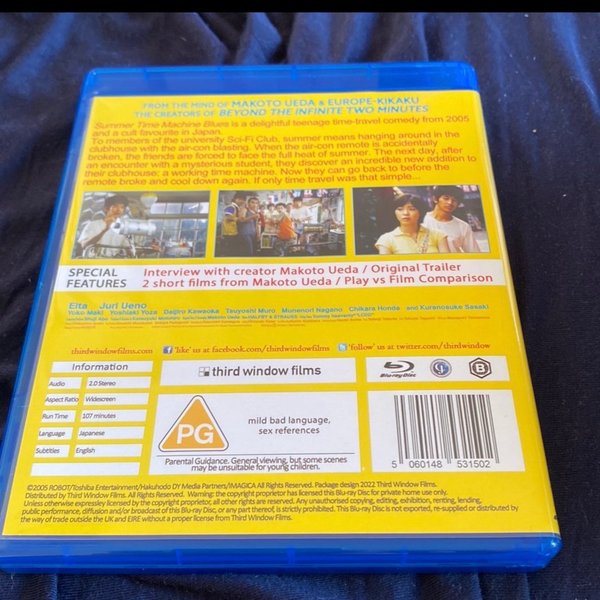 FROM THE MIND OF MAKOTO UEDA & EUROPE-KIKAKU
THE CREATORS OF BEYOND THE INFINITE TWO MINUTES
Summer Time Machine Blues is a delightful teenage time-travel comedy from 2005
and a cult favourite in Japan.
To members of the university Sci-Fi Club, summer means hanging around in the
clubhouse with the air-con blasting. When the air-con remote is accidentally
broken, the friends are forced to face the full heat of summer. The next day, after
an encounter with a mysterious student, they discover an incredible new addition to
their clubhouse: a working time machine. Now they can go back to before the
remote broke and cool down again. If only time travel was that simple...
SPECIAL
FEATURES
Interview with creator Makoto Ueda / Original Trailer
2 short films from Makoto Ueda / Play vs Film Comparison
Eita Juri Ueno
Yoko Maki Yoshiaki Yoza Daijiro Kawaoka Tsuyoshi Muro Munenori Nagano Chikara Honda and Kuranosuke Sasaki
thirdwindowfilms.com
'like' us at facebook.com/thirdwindowfilms
'follow' us at twitter.com/thirdwindow
Information
Audio 2.0 Stereo
Aspect Ratio Widescreen
Run Time 107 minutes
Language Japanese
Subtitles English
third window films
Blu-ray Disc
B
PG
mild bad language,
sex references
Parental Guidance. General viewing, but some scenes
may be unsuitable for young children.
5 060148 531502
©2005 ROBOT/Toshiba Entertainment/Hakuhodo DY Media Partners/IMAGICA All Rights Reserved. Package design 2022 Third Window Films.
Distributed by Third Window Films. All Rights Reserved. Warning: the copyright proprietor has licensed this Blu-Ray Disc for private home use only.
Unless otherwise expressley licensed by the copyright proprietor, all other rights are reserved. Any unauthorised copying, editing, exhibition, renting, lending,
public performance, diffusion and/or broadcast of this Blu-ray Disc, or any part thereof, is strictly prohibited. This Blu-ray Disc is not exported, re-supplied or distributed by
the way of trade outside the UK and EIRE without a proper license from Third Window Films.